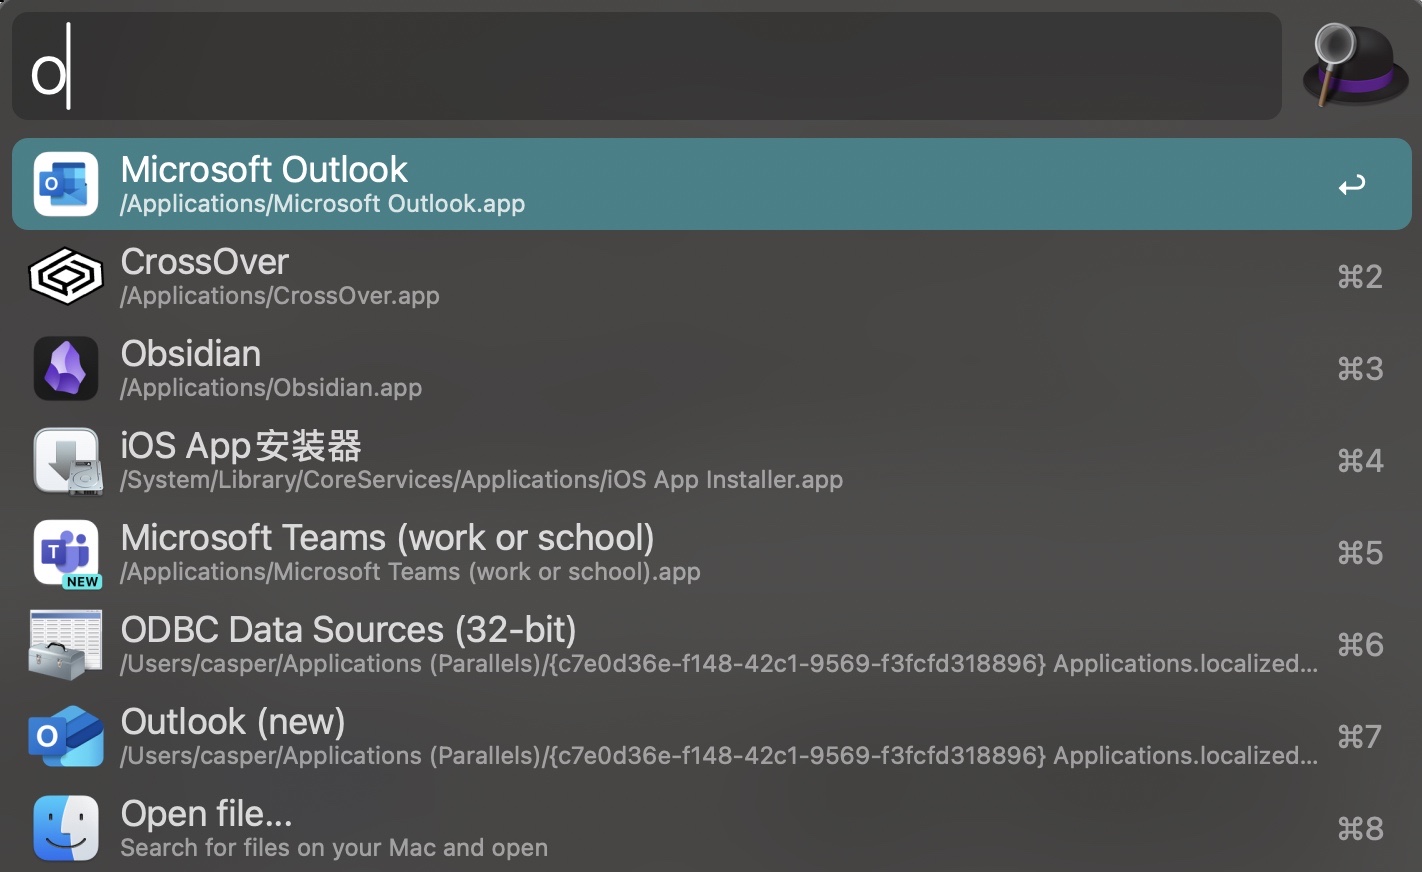 o
Microsoft Outlook
/Applications/Microsoft Outlook.app
CrossOver
/Applications/CrossOver.app
⌘2
Obsidian
/Applications/Obsidian.app
⌘3
iOS App安装器
/System/Library/CoreServices/Applications/iOS App Installer.app
⌘4
Microsoft Teams (work or school)
/Applications/Microsoft Teams (work or school).app
⌘5
T
NEW
ODBC Data Sources (32-bit)
/Users/casper/Applications (Parallels)/{c7e0d36e-f148-42c1-9569-f3fcfd318896} Applications.localized...
⌘6
Outlook (new)
/Users/casper/Applications (Parallels)/{c7e0d36e-f148-42c1-9569-f3fcfd318896} Applications.localized...
⌘7
Open file...
Search for files on your Mac and open
⌘8